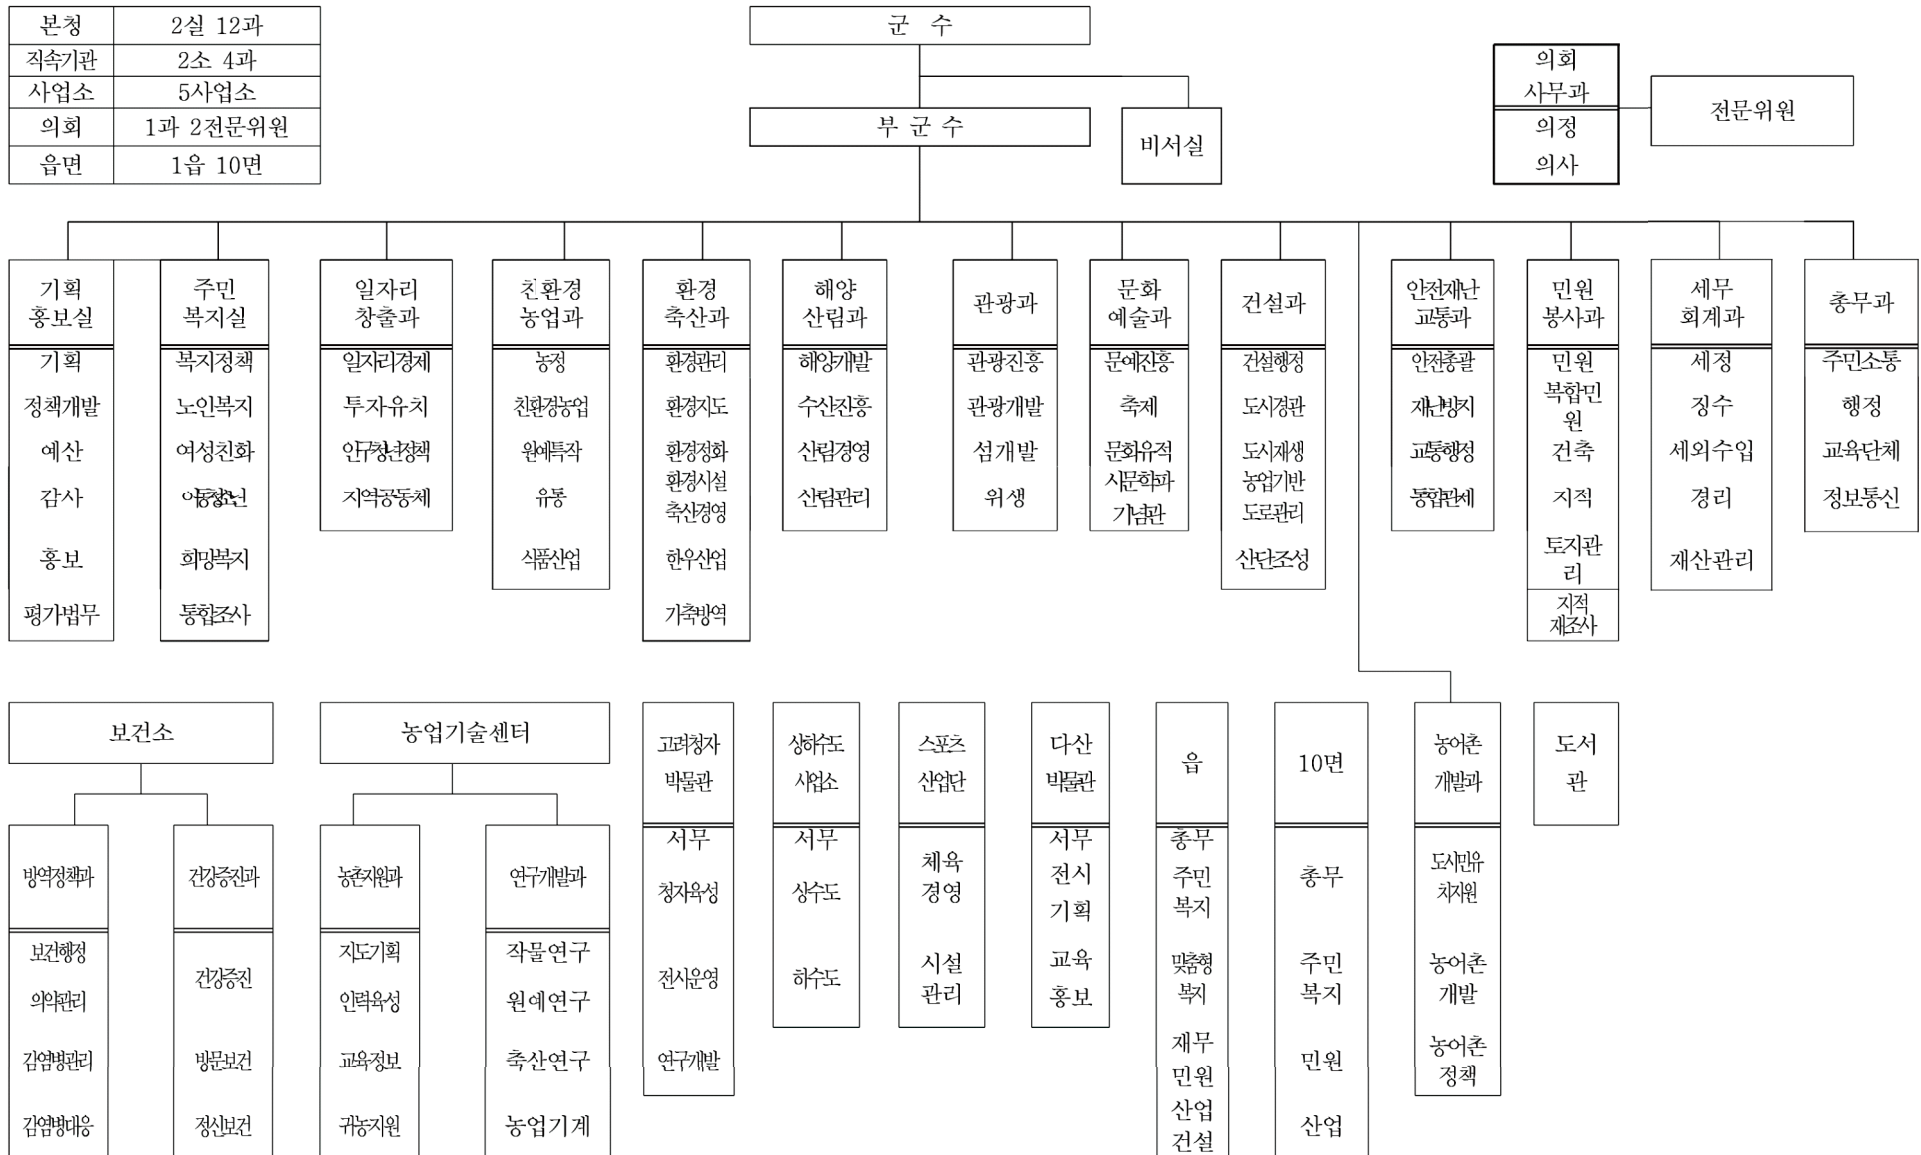 본청 2실 12과
직속기관 2소 4과
사업소 5사업소
의회 1과 2전문위원
읍면 1읍 10면
군 수
부 군 수
비서실
의회
사무과
의정
의사
전문위원
기획
홍보실
기획
정책개발
예산
감사
홍보
평가법무
주민
복지실
복지정책
노인복지
여성친화
아동청소년
희망복지
통합조사
일자리
창출과
일자리경제
투자유치
인구청년정책
지역공동체
친환경
농업과
농정
친환경농업
원예특작
유통
식품산업
환경
축산과
환경관리
환경지도
환경정화
환경시설
축산경영
한우산업
가축방역
해양
산림과
해양개발
수산진흥
산림경영
산림관리
관광과
관광진흥
관광개발
섬개발
위생
문화
예술과
문예진흥
축제
문화유적
시문학파
기념관
건설과
건설행정
도시경관
도시재생
농업기반
도로관리
산단조성
안전재난
교통과
안전총괄
재난방지
교통행정
통합관제
민원
봉사과
민원
복합민
원
건축
지적
토지관
리
지적
재조사
세무
회계과
세정
징수
세외수입
경리
재산관리
총무과
주민소통
행정
교육단체
정보통신
보건소
방역정책과
보건행정
의약관리
감염병관리
감염병대응
건강증진과
건강증진
방문보건
정신보건
농업기술센터
농촌지원과
지도기획
인력육성
교육정보
귀농지원
연구개발과
작물연구
원예연구
축산연구
농업기계
고려청자
박물관
서무
청자육성
전시운영
연구개발
상하수도
사업소
서무
상수도
하수도
스포츠
산업단
체육
경영
시설
관리
다산
박물관
서무
전시
기획
교육
홍보
읍
총무
주민
복지
맞춤형
복지
재무
민원
산업
건설
10면
총무
주민
복지
민원
산업
농어촌
개발과
도시민유
치지원
농어촌
개발
농어촌
정책
도서
관